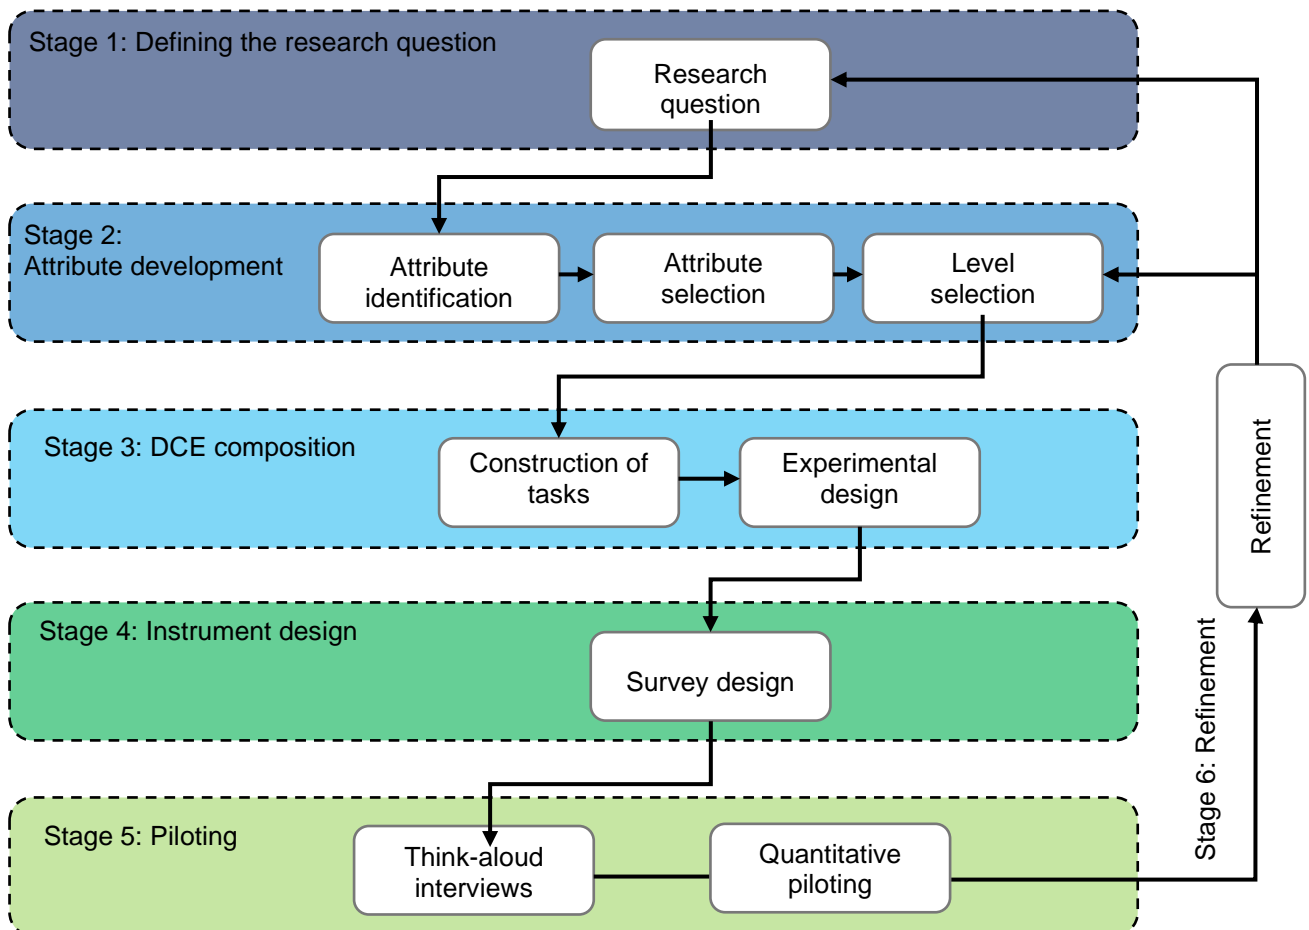 Stage 1: Defining the research question
Research
question
Stage 2:
Attribute development
Attribute
identification
Attribute
selection
Level
selection
Stage 3: DCE composition
Construction of
tasks
Experimental
design
Refinement
Stage 4: Instrument design
Survey design
Stage 6: Refinement
Stage 5: Piloting
Think-aloud
interviews
Quantitative
piloting